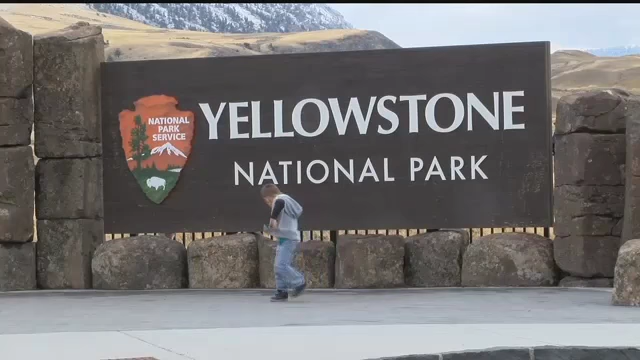 NATIONAL
PARK
SERVICE
YELLOWSTONE
NATIONAL PARK